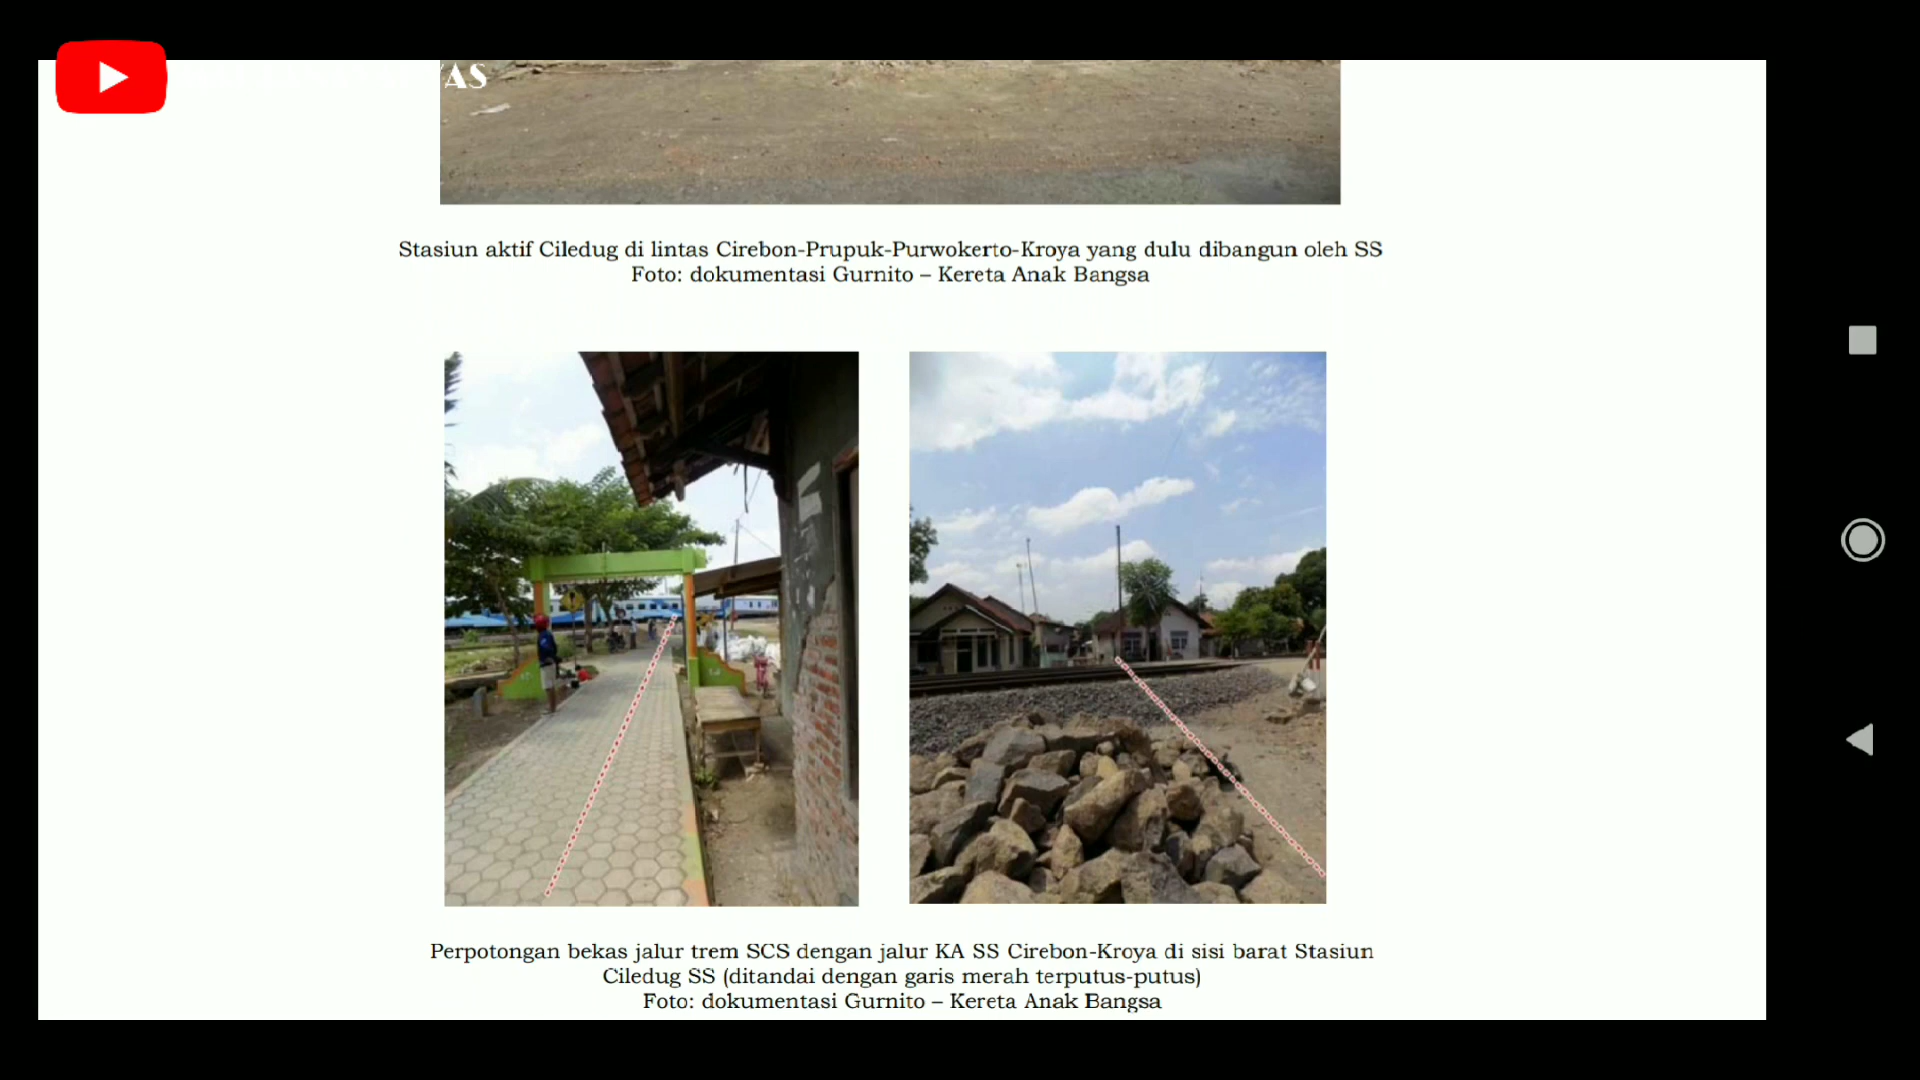 AS
Stasiun aktif Ciledug di lintas Cirebon-Prupuk-Purwokerto-Kroya yang dulu dibangun oleh SS
Foto: dokumentasi Gurnito – Kereta Anak Bangsa
Perpotongan bekas jalur trem SCS dengan jalur KA SS Cirebon-Kroya di sisi barat Stasiun
Ciledug SS (ditandai dengan garis merah terputus-putus)
Foto: dokumentasi Gurnito – Kereta Anak Bangsa